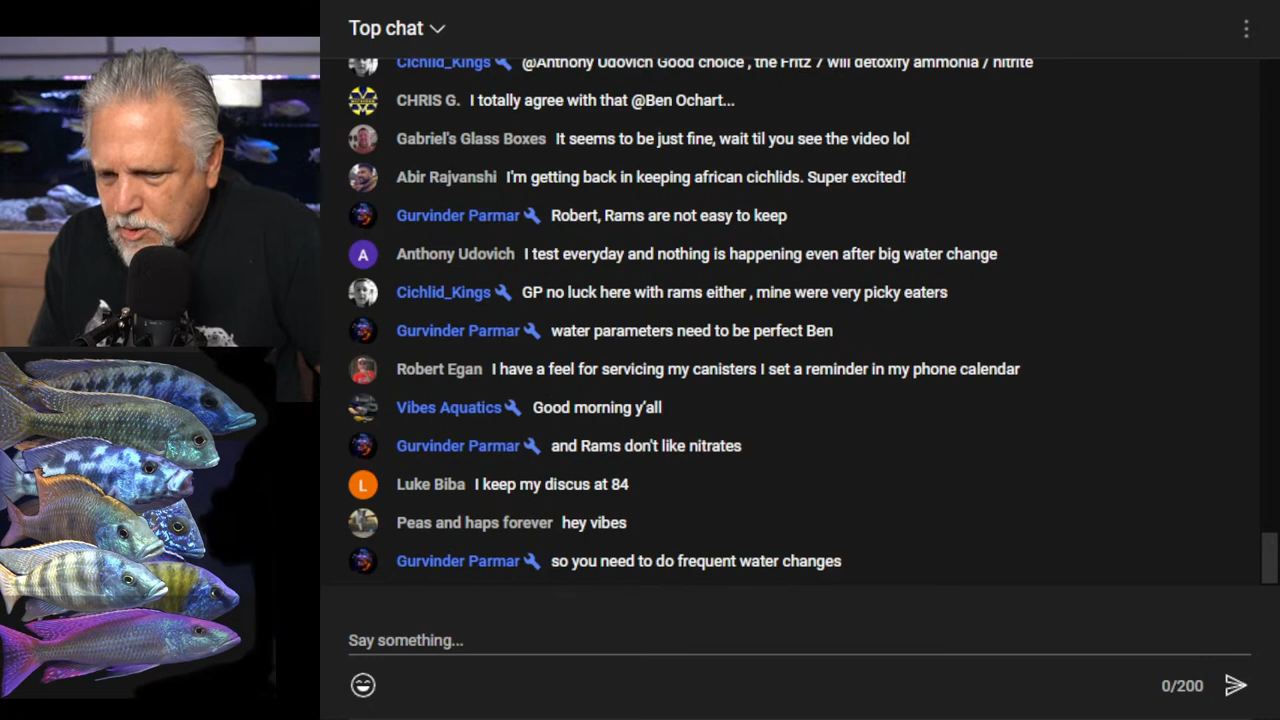 Top chat
Cichlid_Kings @Anthony Udovich Good choice , the Fritz 7 will detoxify ammonia / nitrite
CHRIS G. I totally agree with that @Ben Ochart...
Gabriel's Glass Boxes It seems to be just fine, wait til you see the video lol
Abir Rajvanshi I'm getting back in keeping african cichlids. Super excited!
Gurvinder Parmar Robert, Rams are not easy to keep
A Anthony Udovich I test everyday and nothing is happening even after big water change
Cichlid_Kings GP no luck here with rams either , mine were very picky eaters
Gurvinder Parmar water parameters need to be perfect Ben
Robert Egan I have a feel for servicing my canisters I set a reminder in my phone calendar
Vibes Aquatics Good morning y'all
Gurvinder Parmar and Rams don't like nitrates
L Luke Biba I keep my discus at 84
Peas and haps forever hey vibes
Gurvinder Parmar so you need to do frequent water changes
Say something...
0/200